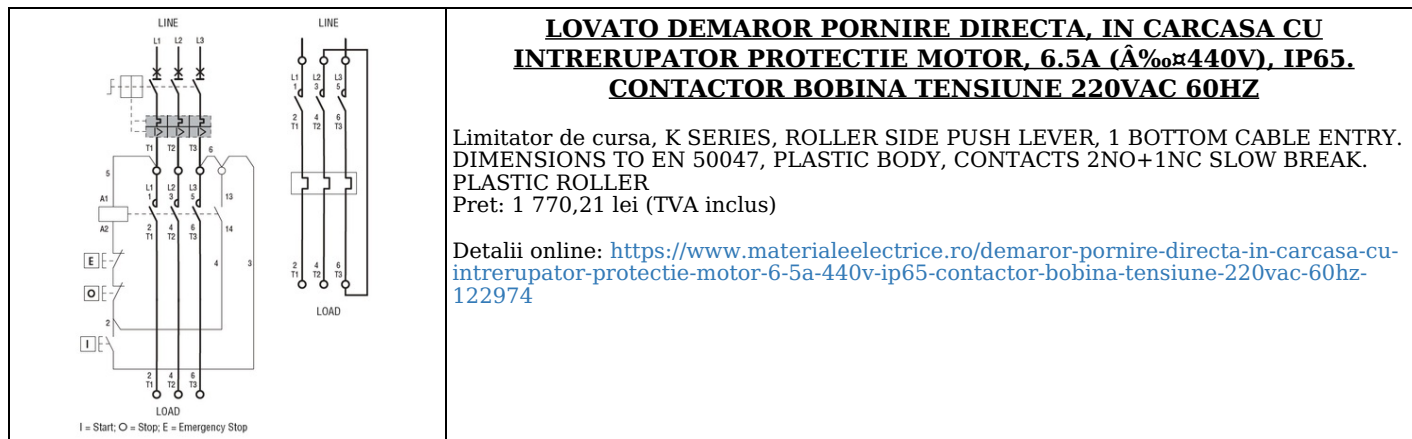 LINE
L1 L2 L3
T1 T2 T3 6
5
L1 L2 L3
1 3 5 13
A1
A2
2 4 6 14
T1 T2 T3
E
4 3
O
2
I
2 4 6
T1 T2 T3
LOAD
I = Start; O = Stop; E = Emergency Stop
LINE
L1 L2 L3
1 3 5
2 4 6
T1 T2 T3
2 4 6
T1 T2 T3
LOAD
LOVATO DEMAROR PORNIRE DIRECTA, IN CARCASA CU
INTRERUPATOR PROTECTIE MOTOR, 6.5A (Â‰¤440V), IP65.
CONTACTOR BOBINA TENSIUNE 220VAC 60HZ
Limitator de cursa, K SERIES, ROLLER SIDE PUSH LEVER, 1 BOTTOM CABLE ENTRY.
DIMENSIONS TO EN 50047, PLASTIC BODY, CONTACTS 2NO+1NC SLOW BREAK.
PLASTIC ROLLER
Pret: 1 770,21 lei (TVA inclus)
Detalii online: https://www.materialeelectrice.ro/demaror-pornire-directa-in-carcasa-cu-
intrerupator-protectie-motor-6-5a-440v-ip65-contactor-bobina-tensiune-220vac-60hz-
122974